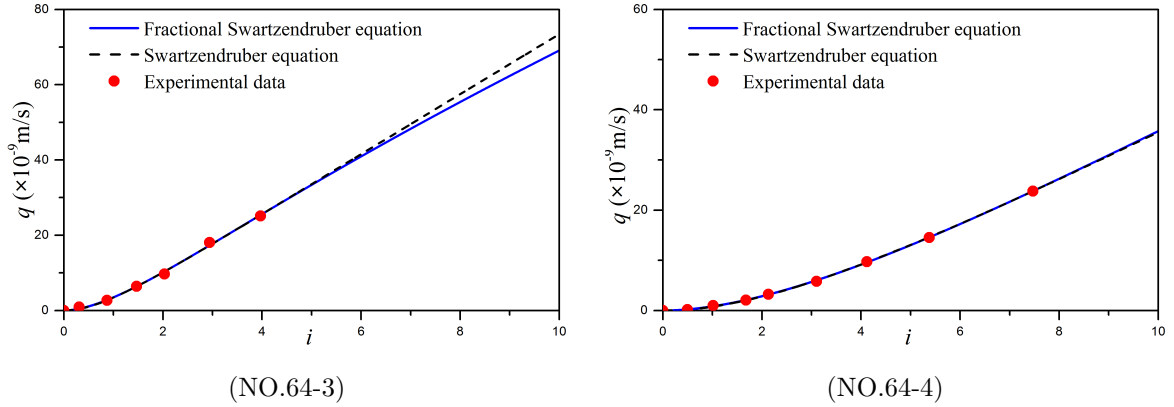 80
60
40
20
0
0 2 4 6 8 10
q (×10⁻⁹m/s)
i
Fractional Swartzendruber equation
Swartzendruber equation
Experimental data
(NO.64-3)
60
40
20
0
0 2 4 6 8 10
q (×10⁻⁹m/s)
i
Fractional Swartzendruber equation
Swartzendruber equation
Experimental data
(NO.64-4)